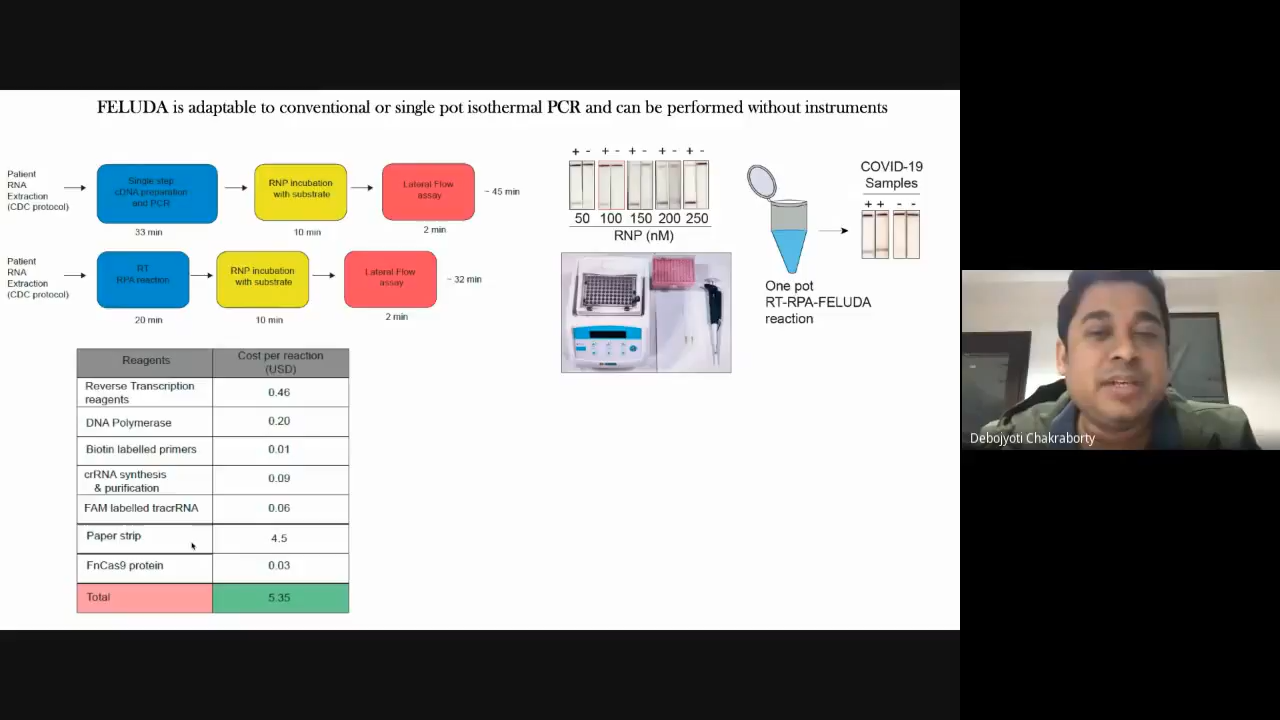 FELUDA is adaptable to conventional or single pot isothermal PCR and can be performed without instruments
Patient
RNA
Extraction
(CDC protocol)
Single step
cDNA preparation
and PCR
33 min
RNP incubation
with substrate
10 min
Lateral Flow
assay
2 min
~ 45 min
Patient
RNA
Extraction
(CDC protocol)
RT
RPA reaction
20 min
RNP incubation
with substrate
10 min
Lateral Flow
assay
2 min
~ 32 min
Reagents Cost per reaction
(USD)
Reverse Transcription
reagents 0.46
DNA Polymerase 0.20
Biotin labelled primers 0.01
crRNA synthesis
& purification 0.09
FAM labelled tracrRNA 0.06
Paper strip 4.5
FnCas9 protein 0.03
Total 5.35
+ - + - + - + - + -
50 100 150 200 250
RNP (nM)
One pot
RT-RPA-FELUDA
reaction
COVID-19
Samples
+ + - -
Debojyoti Chakraborty